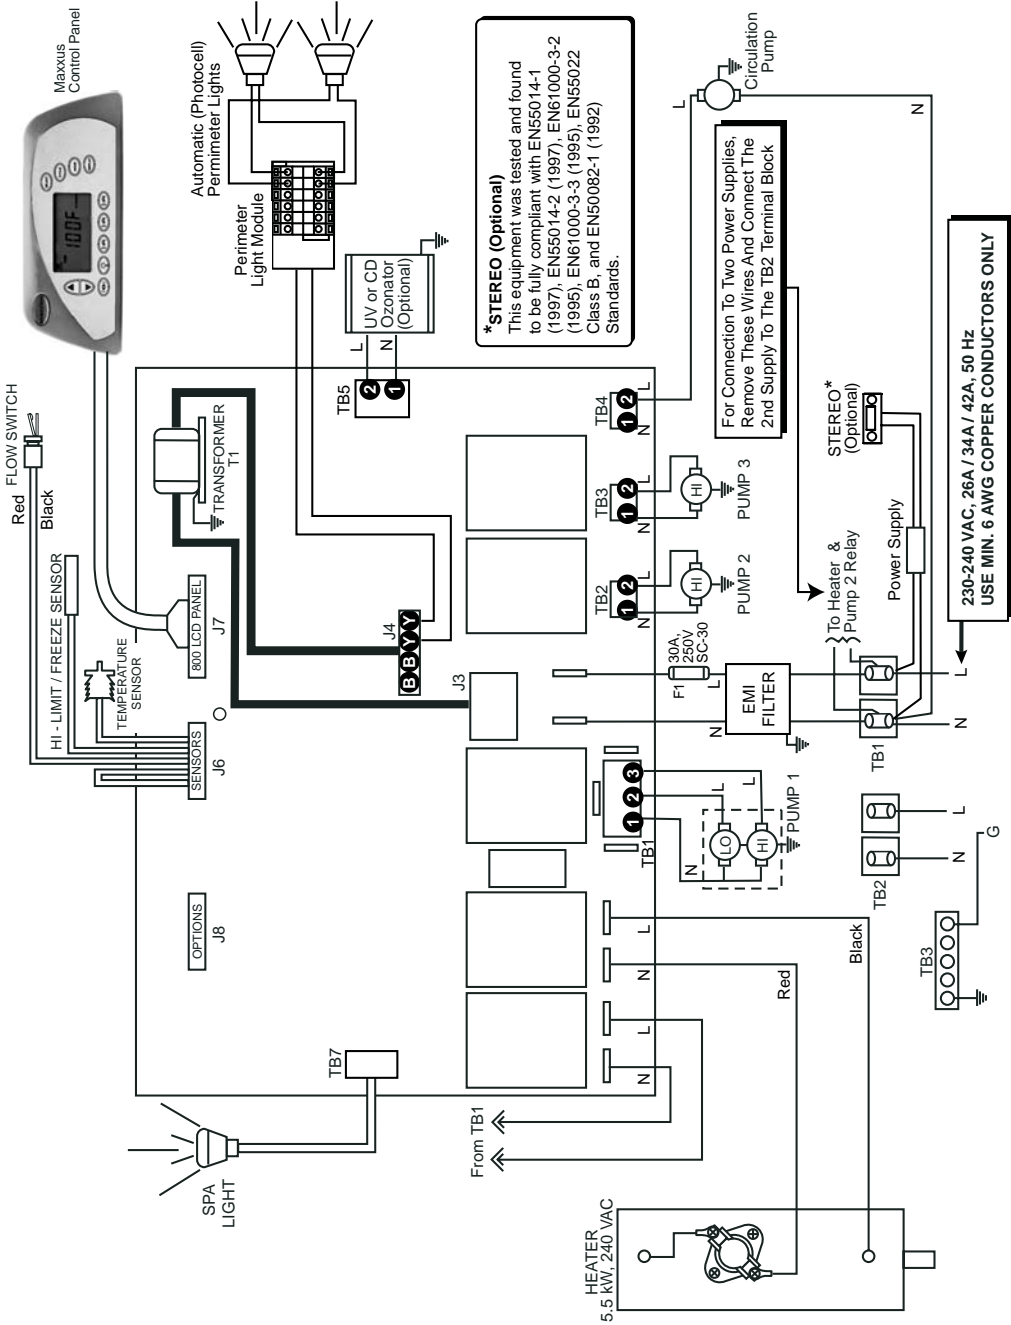 Maxxus
Control Panel
100F
Automatic (Photocell)
Permimeter Lights
Perimeter
Light Module
FLOW SWITCH
Red
Black
HI - LIMIT / FREEZE SENSOR
TEMPERATURE
SENSOR
TRANSFORMER
T1
UV or CD
Ozonator
(Optional)
L
N
TB5
2
1
*STEREO (Optional)
This equipment was tested and found
to be fully compliant with EN55014-1
(1997), EN55014-2 (1997), EN61000-3-2
(1995), EN61000-3-3 (1995), EN55022
Class B, and EN50082-1 (1992)
Standards.
OPTIONS
J8
SENSORS
J6
800 LCD PANEL
J7
J4
B B Y Y
J3
TB7
SPA
LIGHT
From TB1
N
L
N
L
TB1
1 2 3
N
L
L
LO
HI
PUMP 1
TB2
1 2
N
L
HI
PUMP 2
TB3
1 2
N
L
HI
PUMP 3
TB4
1 2
N
L
L
N
Circulation
Pump
For Connection To Two Power Supplies,
Remove These Wires And Connect The
2nd Supply To The TB2 Terminal Block
F1
30A,
250V
SC-30
N
L
EMI
FILTER
To Heater &
Pump 2 Relay
Power Supply
STEREO*
(Optional)
TB1
N
L
TB2
N
L
TB3
G
Red
Black
HEATER
5.5 kW, 240 VAC
230-240 VAC, 26A / 34A / 42A, 50 Hz
USE MIN. 6 AWG COPPER CONDUCTORS ONLY